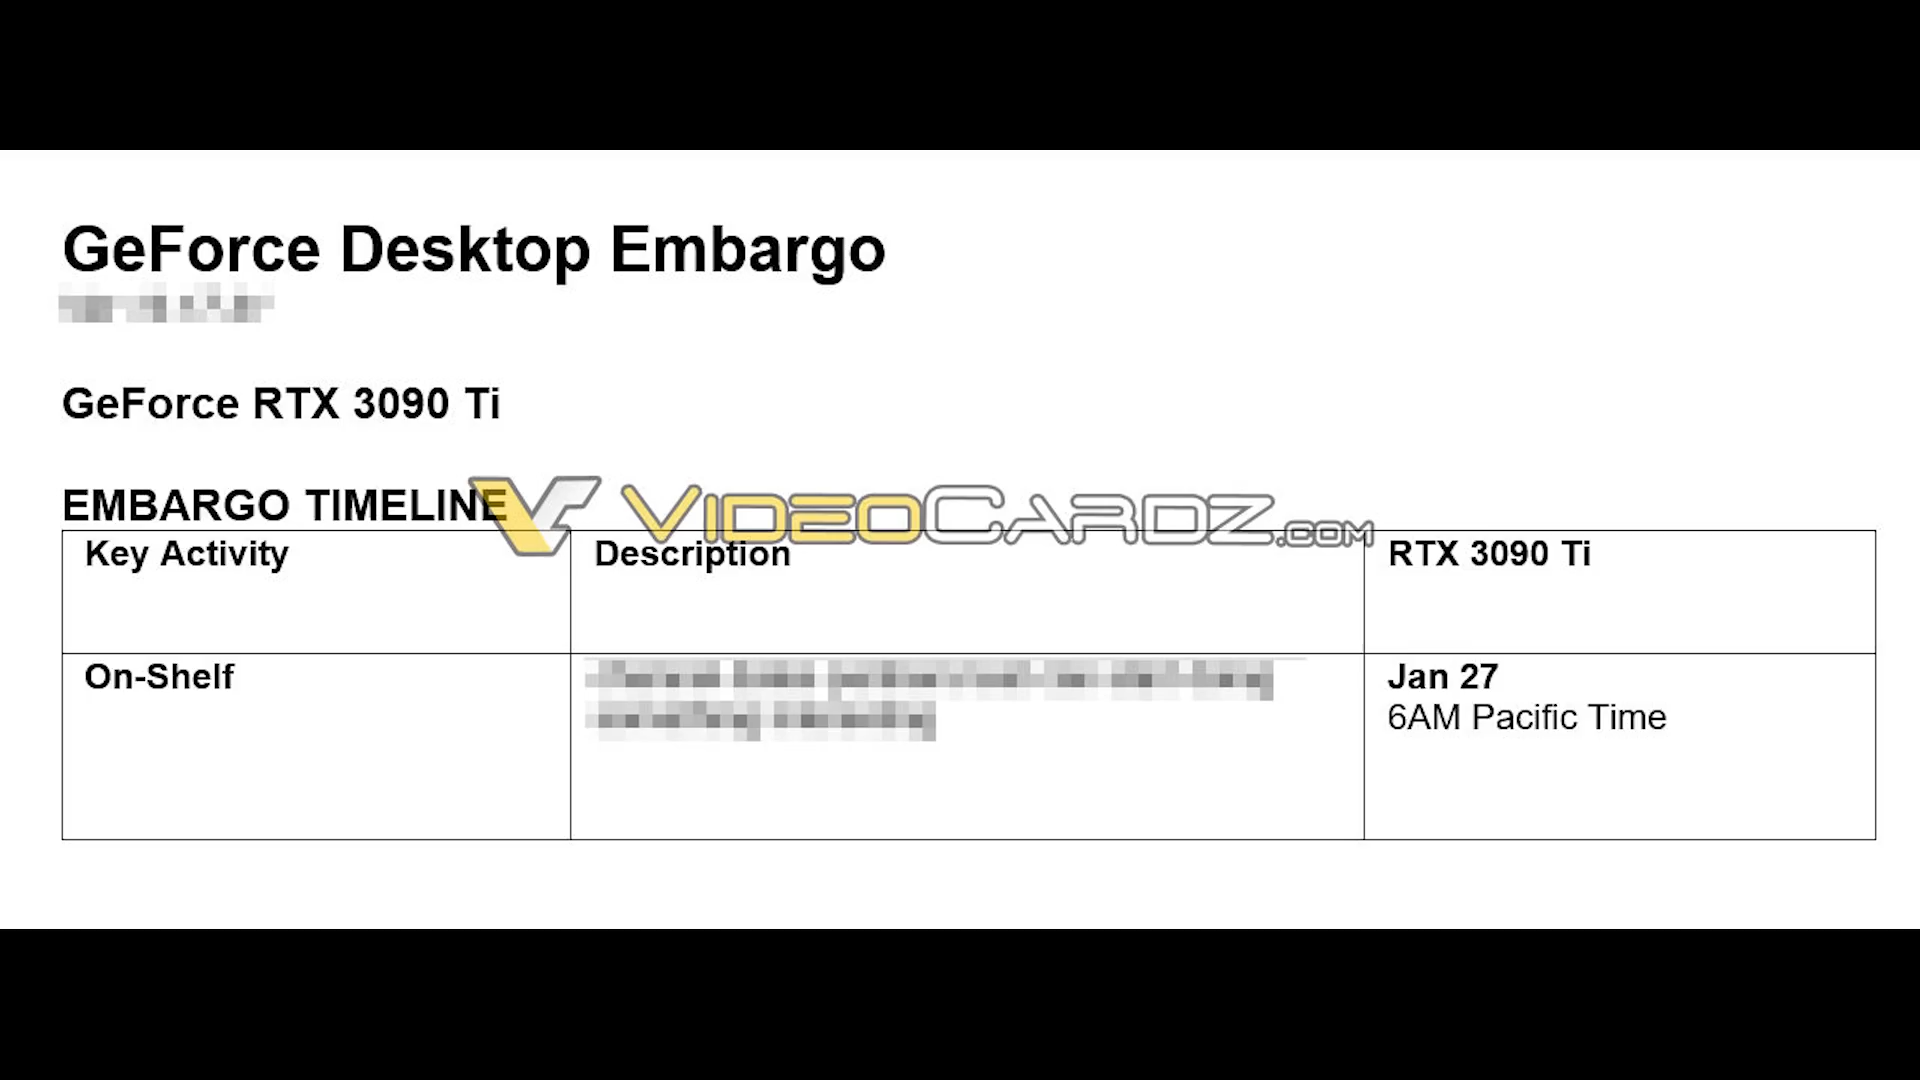 GeForce Desktop Embargo
GeForce RTX 3090 Ti
EMBARGO TIMELINE
VIDEOCARDZ.COM
Key Activity
Description
RTX 3090 Ti
On-Shelf
Jan 27
6AM Pacific Time